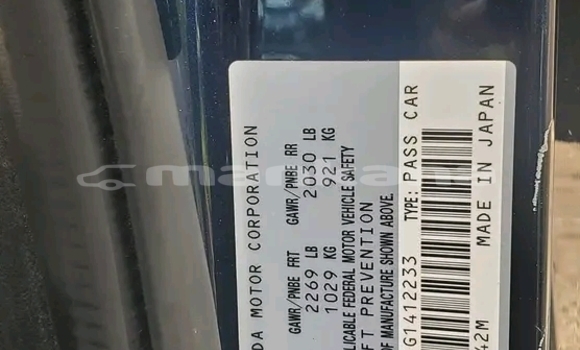 DA MOTOR CORPORATION
GAWR/PNBE FRT GAWR/PNBE RR
2269 LB 2030 LB
1029 KG 921 KG
LICABLE FEDERAL MOTOR VEHICLE SAFETY
FT PREVENTION
OF MANUFACTURE SHOWN ABOVE
G1412233 TYPE: PASS CAR
42M MADE IN JAPAN